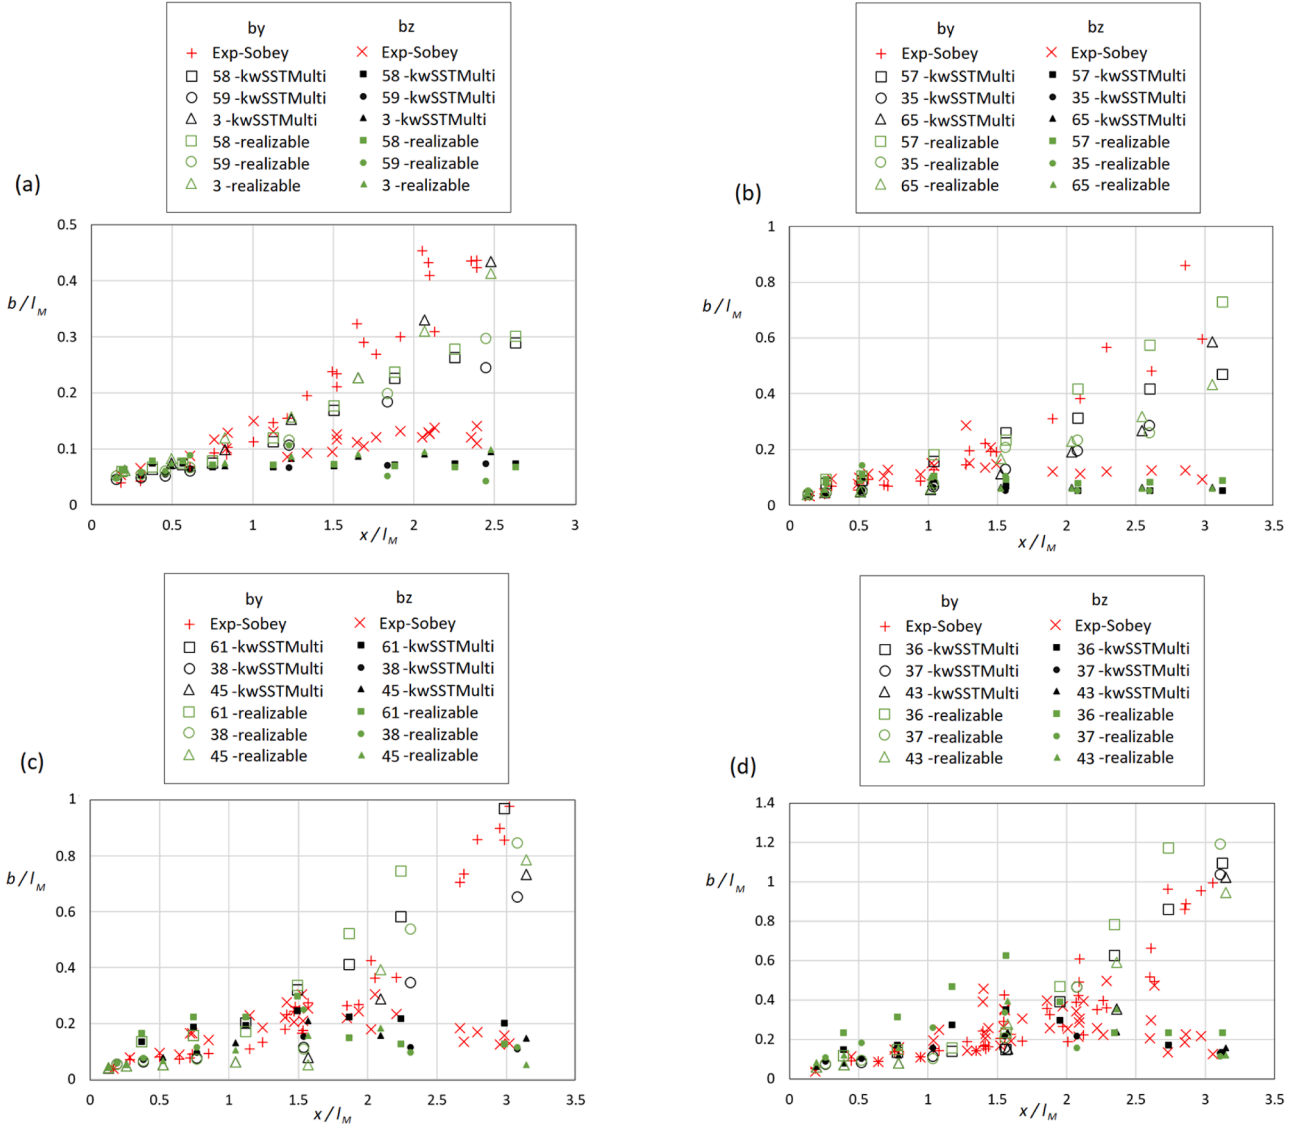 by bz
Exp-Sobey Exp-Sobey
58 -kwSSTMulti 58 -kwSSTMulti
59 -kwSSTMulti 59 -kwSSTMulti
3 -kwSSTMulti 3 -kwSSTMulti
58 -realizable 58 -realizable
59 -realizable 59 -realizable
3 -realizable 3 -realizable
(a)
0.5
0.4
b / l_M
0.3
0.2
0.1
0
0 0.5 1 1.5 2 2.5 3
x / l_M
by bz
Exp-Sobey Exp-Sobey
57 -kwSSTMulti 57 -kwSSTMulti
35 -kwSSTMulti 35 -kwSSTMulti
65 -kwSSTMulti 65 -kwSSTMulti
57 -realizable 57 -realizable
35 -realizable 35 -realizable
65 -realizable 65 -realizable
(b)
1
0.8
b / l_M
0.6
0.4
0.2
0
0 0.5 1 1.5 2 2.5 3 3.5
x / l_M
by bz
Exp-Sobey Exp-Sobey
61 -kwSSTMulti 61 -kwSSTMulti
38 -kwSSTMulti 38 -kwSSTMulti
45 -kwSSTMulti 45 -kwSSTMulti
61 -realizable 61 -realizable
38 -realizable 38 -realizable
45 -realizable 45 -realizable
(c)
1
0.8
b / l_M
0.6
0.4
0.2
0
0 0.5 1 1.5 2 2.5 3 3.5
x / l_M
by bz
Exp-Sobey Exp-Sobey
36 -kwSSTMulti 36 -kwSSTMulti
37 -kwSSTMulti 37 -kwSSTMulti
43 -kwSSTMulti 43 -kwSSTMulti
36 -realizable 36 -realizable
37 -realizable 37 -realizable
43 -realizable 43 -realizable
(d)
1.4
1.2
b / l_M
1
0.8
0.6
0.4
0.2
0
0 0.5 1 1.5 2 2.5 3 3.5
x / l_M